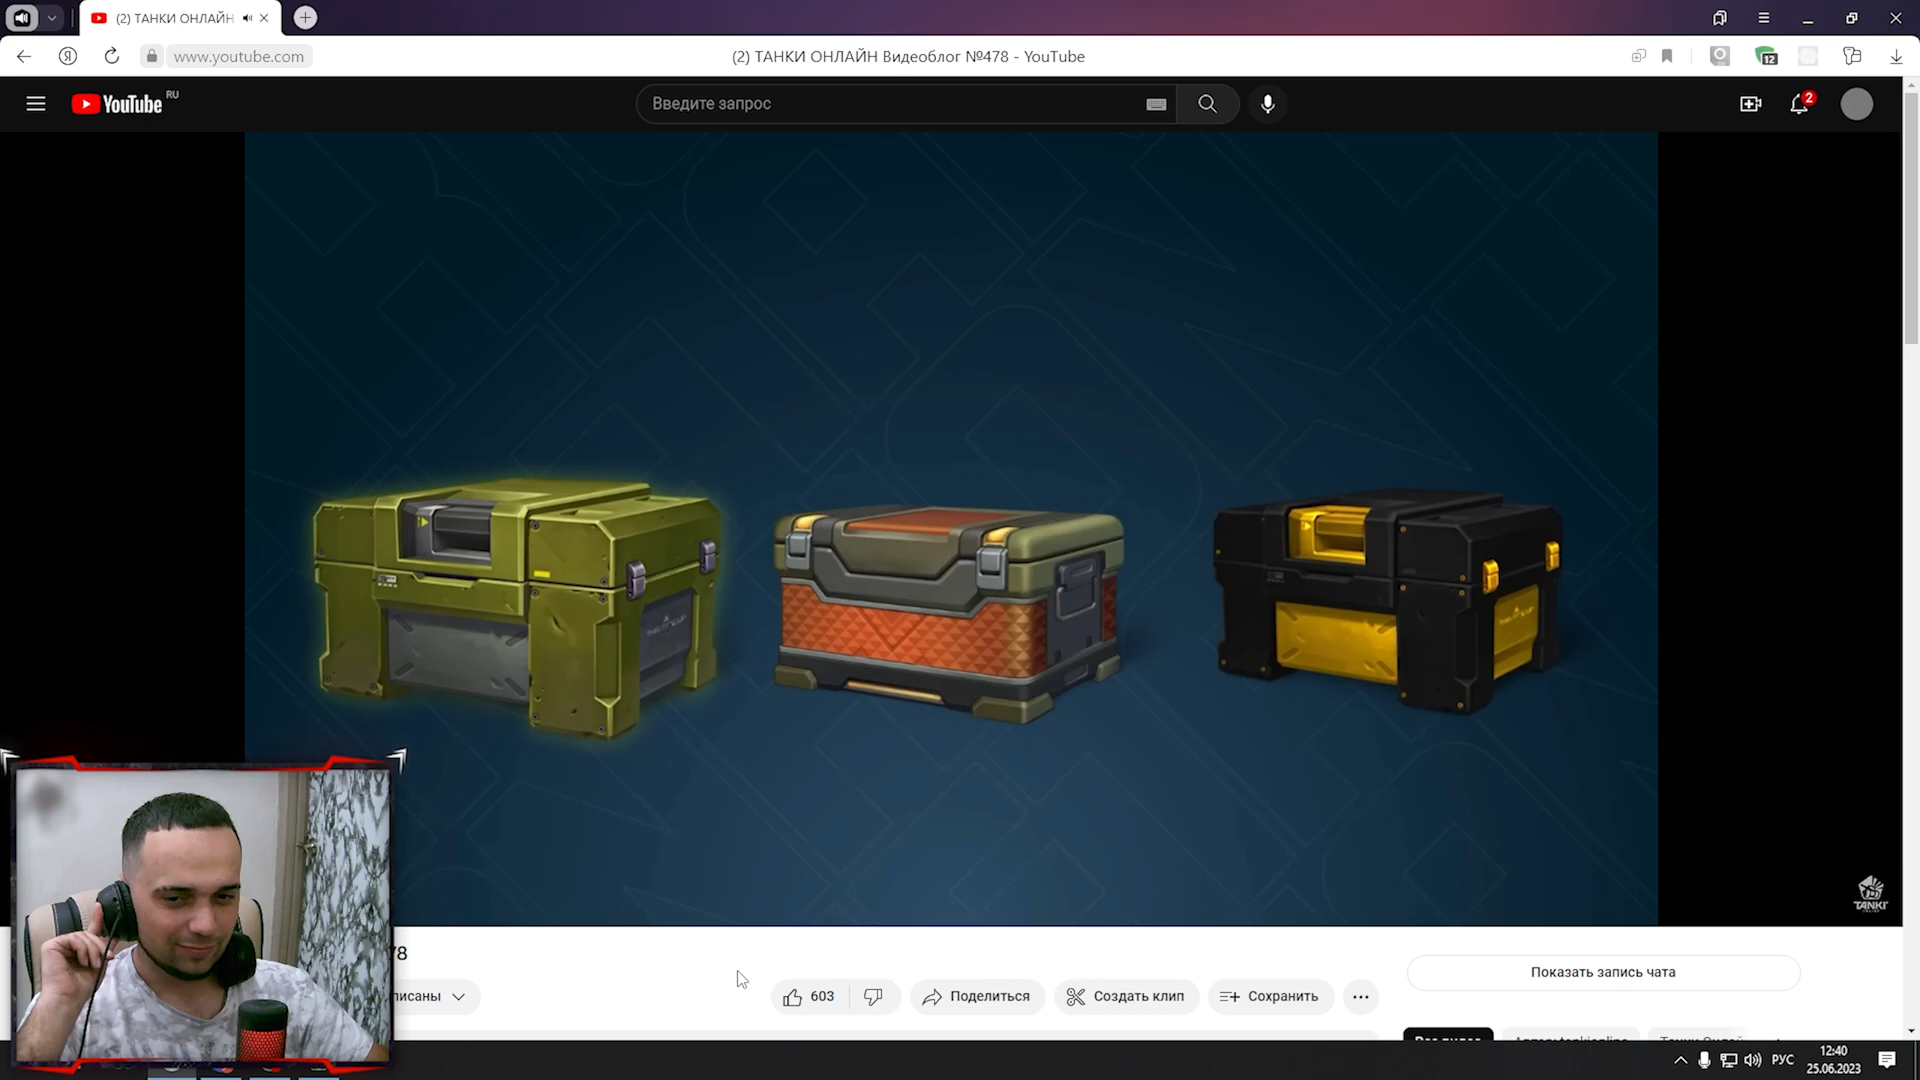 (2) ТАНКИ ОНЛАЙН
www.youtube.com
(2) ТАНКИ ОНЛАЙН Видеоблог №478 - YouTube
12
YouTube RU
Введите запрос
2
TANKI
78
писаны
603
Поделиться
Создать клип
Сохранить
Показать запись чата
РУС
12:40
25.06.2023